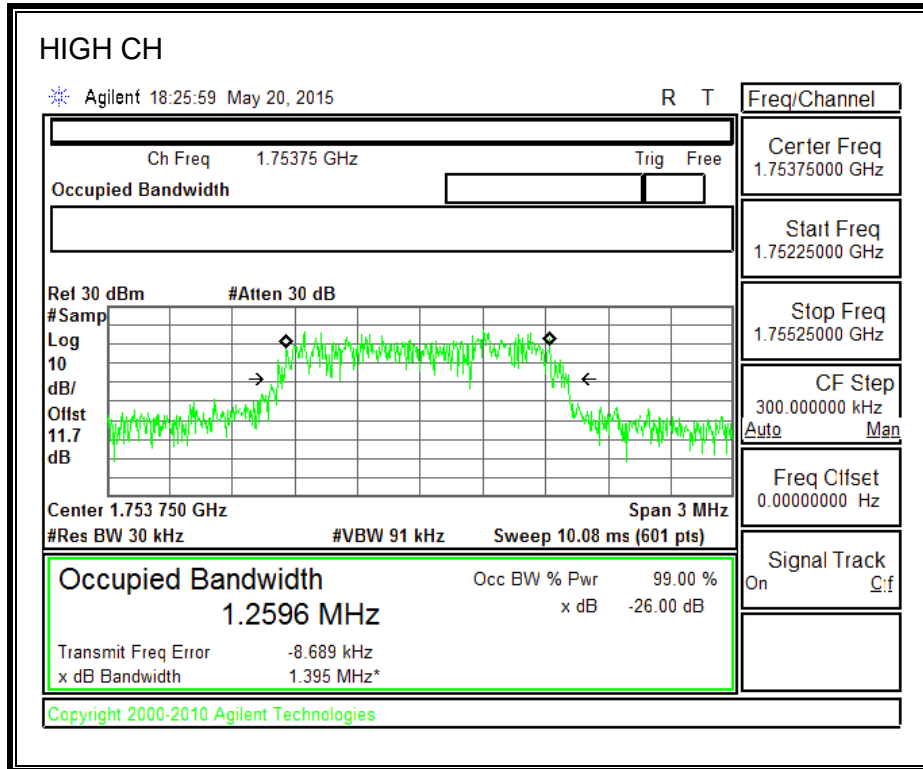 HIGH CH
Agilent 18:25:59 May 20, 2015 R T
Freq/Channel
Ch Freq 1.75375 GHz Trig Free
Occupied Bandwidth
Center Freq
1.75375000 GHz
Start Freq
1.75225000 GHz
Stop Freq
1.75525000 GHz
CF Step
300.000000 kHz
Auto Man
Freq Offset
0.00000000 Hz
Signal Track
On Off
Ref 30 dBm #Atten 30 dB
#Samp
Log
10
dB/
Offst
11.7
dB
Center 1.753 750 GHz Span 3 MHz
#Res BW 30 kHz #VBW 91 kHz Sweep 10.08 ms (601 pts)
Occupied Bandwidth Occ BW % Pwr 99.00 %
1.2596 MHz x dB -26.00 dB
Transmit Freq Error -8.689 kHz
x dB Bandwidth 1.395 MHz*
Copyright 2000-2010 Agilent Technologies